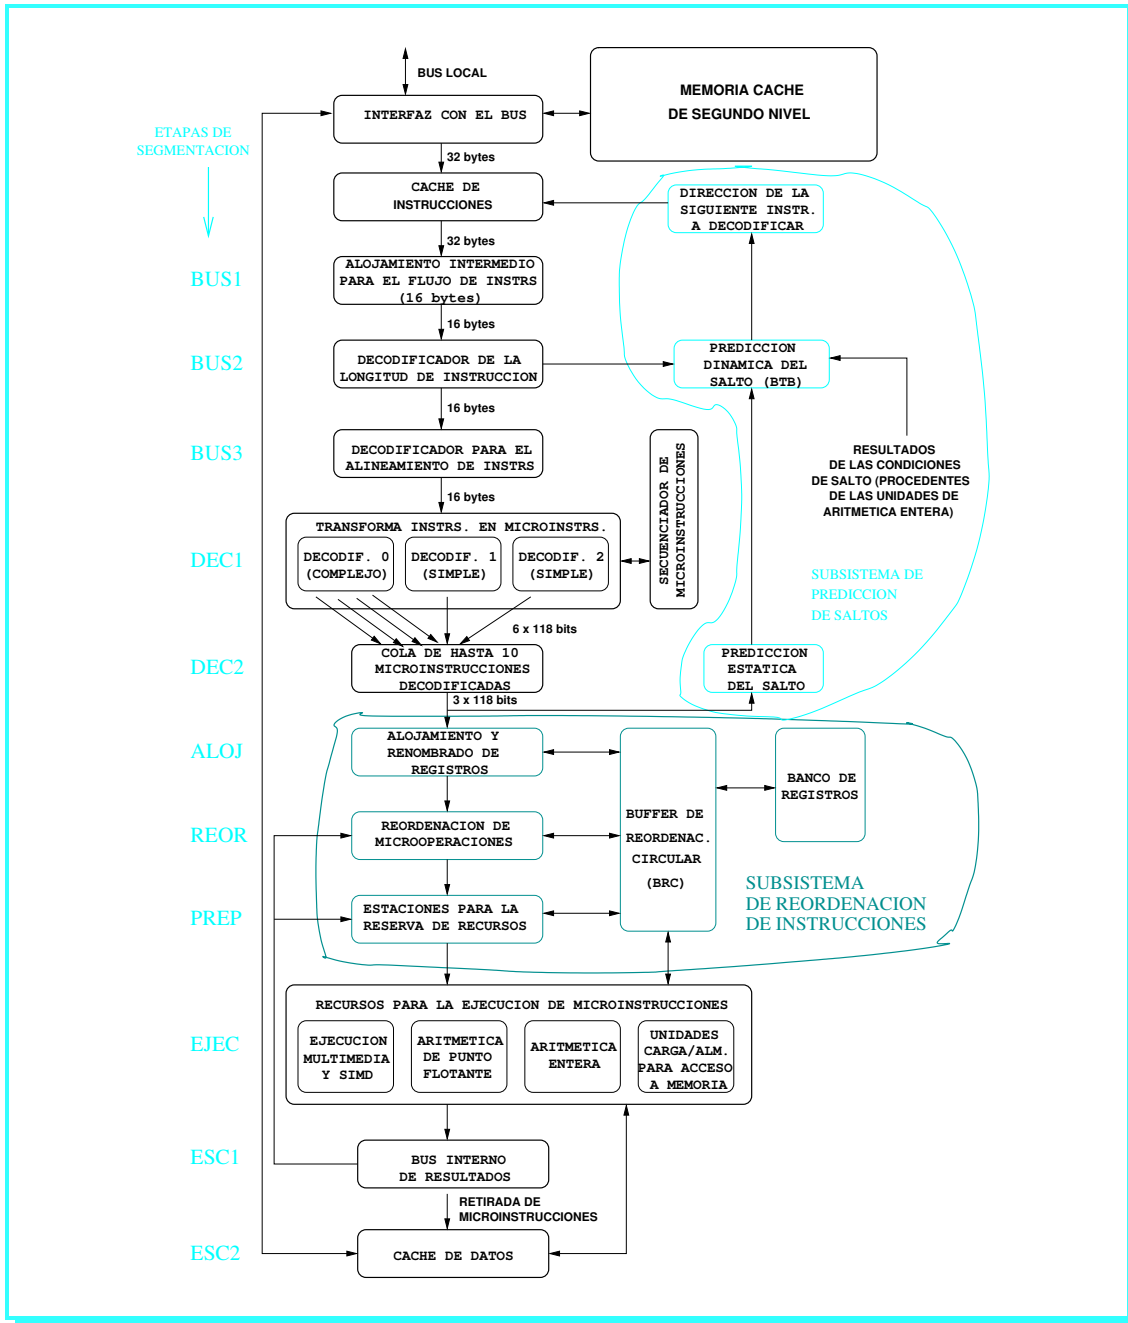 BUS LOCAL
INTERFAZ CON EL BUS
MEMORIA CACHE
DE SEGUNDO NIVEL
ETAPAS DE
SEGMENTACION
32 bytes
CACHE DE
INSTRUCCIONES
DIRECCION DE LA
SIGUIENTE INSTR.
A DECODIFICAR
32 bytes
BUS1
ALOJAMIENTO INTERMEDIO
PARA EL FLUJO DE INSTRS
(16 bytes)
16 bytes
BUS2
DECODIFICADOR DE LA
LONGITUD DE INSTRUCCION
PREDICCION
DINAMICA DEL
SALTO (BTB)
16 bytes
BUS3
DECODIFICADOR PARA EL
ALINEAMIENTO DE INSTRS
SECUENCIADOR DE
MICROINSTRUCCIONES
RESULTADOS
DE LAS CONDICIONES
DE SALTO (PROCEDENTES
DE LAS UNIDADES DE
ARITMETICA ENTERA)
16 bytes
TRANSFORMA INSTRS. EN MICROINSTRS.
DEC1
DECODIF. 0
(COMPLEJO)
DECODIF. 1
(SIMPLE)
DECODIF. 2
(SIMPLE)
SUBSISTEMA DE
PREDICCION
DE SALTOS
6 x 118 bits
DEC2
COLA DE HASTA 10
MICROINSTRUCCIONES
DECODIFICADAS
PREDICCION
ESTATICA
DEL SALTO
3 x 118 bits
ALOJ
ALOJAMIENTO Y
RENOMBRADO DE
REGISTROS
BANCO DE
REGISTROS
REOR
REORDENACION DE
MICROOPERACIONES
BUFFER DE
REORDENAC.
CIRCULAR
(BRC)
PREP
ESTACIONES PARA LA
RESERVA DE RECURSOS
SUBSISTEMA
DE REORDENACION
DE INSTRUCCIONES
RECURSOS PARA LA EJECUCION DE MICROINSTRUCCIONES
EJEC
EJECUCION
MULTIMEDIA
Y SIMD
ARITMETICA
DE PUNTO
FLOTANTE
ARITMETICA
ENTERA
UNIDADES
CARGA/ALM.
PARA ACCESO
A MEMORIA
ESC1
BUS INTERNO
DE RESULTADOS
RETIRADA DE
MICROINSTRUCCIONES
ESC2
CACHE DE DATOS